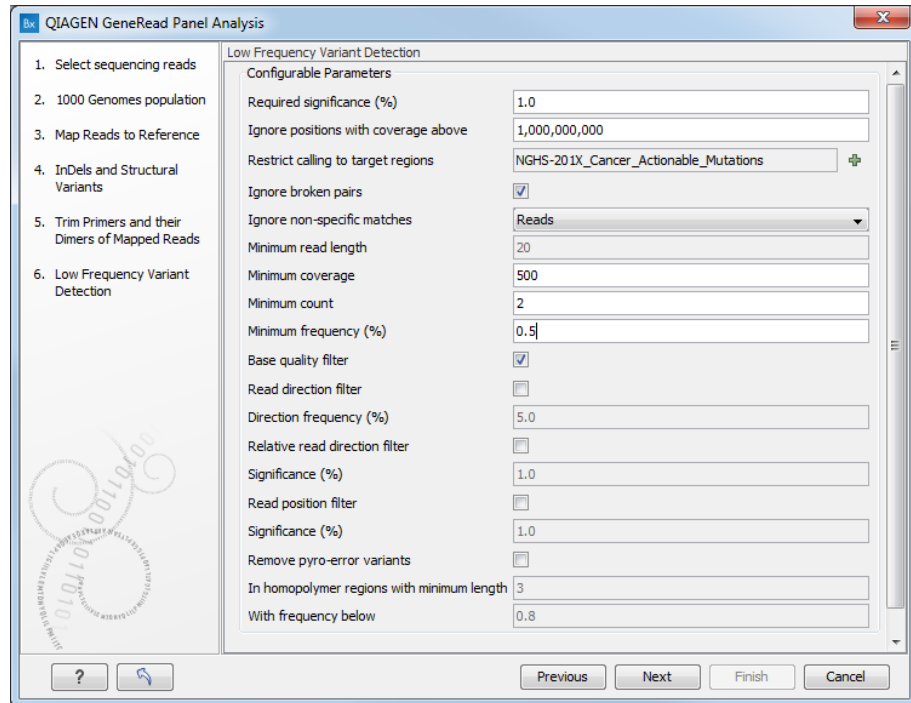 Bx QIAGEN GeneRead Panel Analysis
1. Select sequencing reads
2. 1000 Genomes population
3. Map Reads to Reference
4. InDels and Structural
Variants
5. Trim Primers and their
Dimers of Mapped Reads
6. Low Frequency Variant
Detection
Low Frequency Variant Detection
Configurable Parameters
Required significance (%) 1.0
Ignore positions with coverage above 1,000,000,000
Restrict calling to target regions NGHS-201X_Cancer_Actionable_Mutations
Ignore broken pairs
Ignore non-specific matches Reads
Minimum read length 20
Minimum coverage 500
Minimum count 2
Minimum frequency (%) 0.5
Base quality filter
Read direction filter
Direction frequency (%) 5.0
Relative read direction filter
Significance (%) 1.0
Read position filter
Significance (%) 1.0
Remove pyro-error variants
In homopolymer regions with minimum length 3
With frequency below 0.8
? Previous Next Finish Cancel